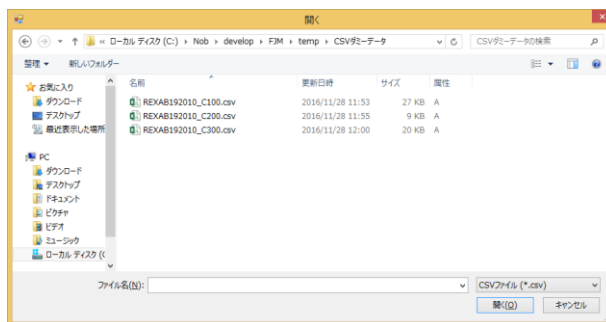 開く
« ローカル ディスク (C:) › Nob › develop › FJM › temp › CSVダミーデータ
CSVダミーデータの検索
整理 新しいフォルダー
お気に入り
ダウンロード
デスクトップ
最近表示した場所
PC
ダウンロード
デスクトップ
ドキュメント
ピクチャ
ビデオ
ミュージック
ローカル ディスク (C
名前 更新日時 サイズ 属性
REXAB192010_C100.csv 2016/11/28 11:53 27 KB A
REXAB192010_C200.csv 2016/11/28 11:55 9 KB A
REXAB192010_C300.csv 2016/11/28 12:00 20 KB A
ファイル名(N):
CSVファイル (*.csv)
開く(O) キャンセル